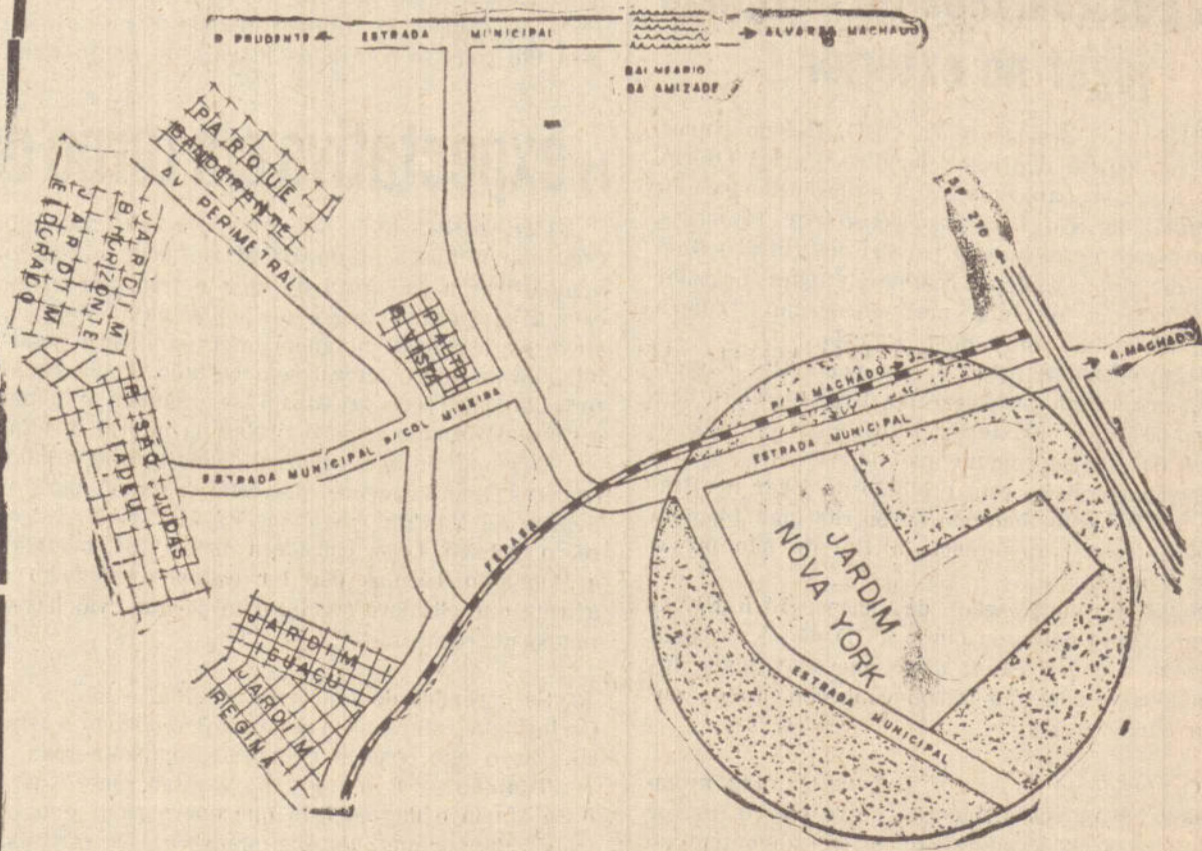 P PRUDENTE
ESTRADA MUNICIPAL
ALVARES MACHADO
BALNEARIO
DA AMIZADE
PARQUE
BANDEIRANTE
AV PERIMETRAL
JARDIM
B HORIZONTE
JARDIM
ELDORADO
P ALTO
B VISTA
S P 270
A. MACHADO
P/ A MACHADO
ESTRADA MUNICIPAL
ESTRADA MUNICIPAL P/ COL MINEIRA
P SÃO JUDAS
TADEU
FEPASA
JARDIM
NOVA YORK
ESTRADA MUNICIPAL
JARDIM
IGUAÇU
JARDIM
REGINA